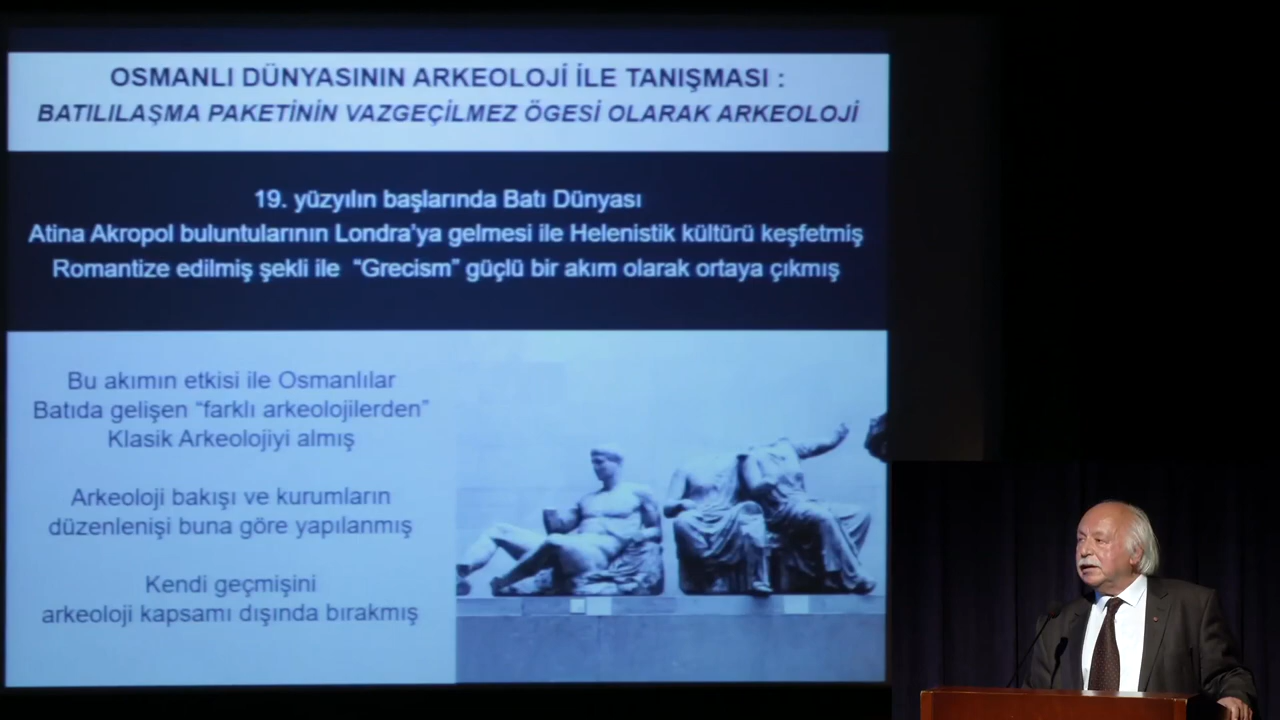 OSMANLI DÜNYASININ ARKEOLOJİ İLE TANIŞMASI :
BATILILAŞMA PAKETİNİN VAZGEÇİLMEZ ÖGESİ OLARAK ARKEOLOJİ
19. yüzyılın başlarında Batı Dünyası
Atina Akropol buluntularının Londra'ya gelmesi ile Helenistik kültürü keşfetmiş
Romantize edilmiş şekli ile “Grecism” güçlü bir akım olarak ortaya çıkmış
Bu akımın etkisi ile Osmanlılar
Batıda gelişen “farklı arkeolojilerden”
Klasik Arkeolojiyi almış
Arkeoloji bakışı ve kurumların
düzenlenişi buna göre yapılanmış
Kendi geçmişini
arkeoloji kapsamı dışında bırakmış